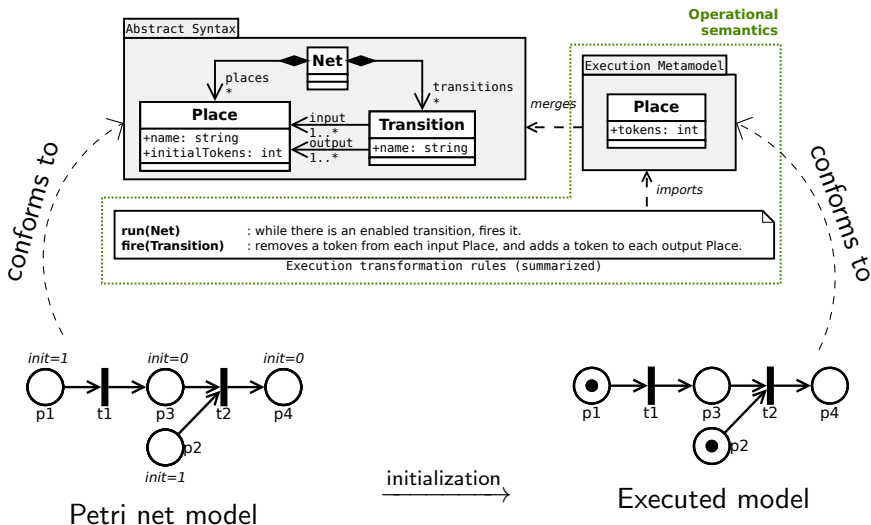 Operational
semantics
Abstract Syntax
Net
places
*
transitions
*
Place
+name: string
+initialTokens: int
input
1..*
output
1..*
Transition
+name: string
merges
Execution Metamodel
Place
+tokens: int
imports
conforms to
conforms to
run(Net) : while there is an enabled transition, fires it.
fire(Transition) : removes a token from each input Place, and adds a token to each output Place.
Execution transformation rules (summarized)
init=1 init=0 init=0
p1 t1 p3 t2 p4
p2
init=1
p1 t1 p3 t2 p4
p2
initialization
Petri net model
Executed model